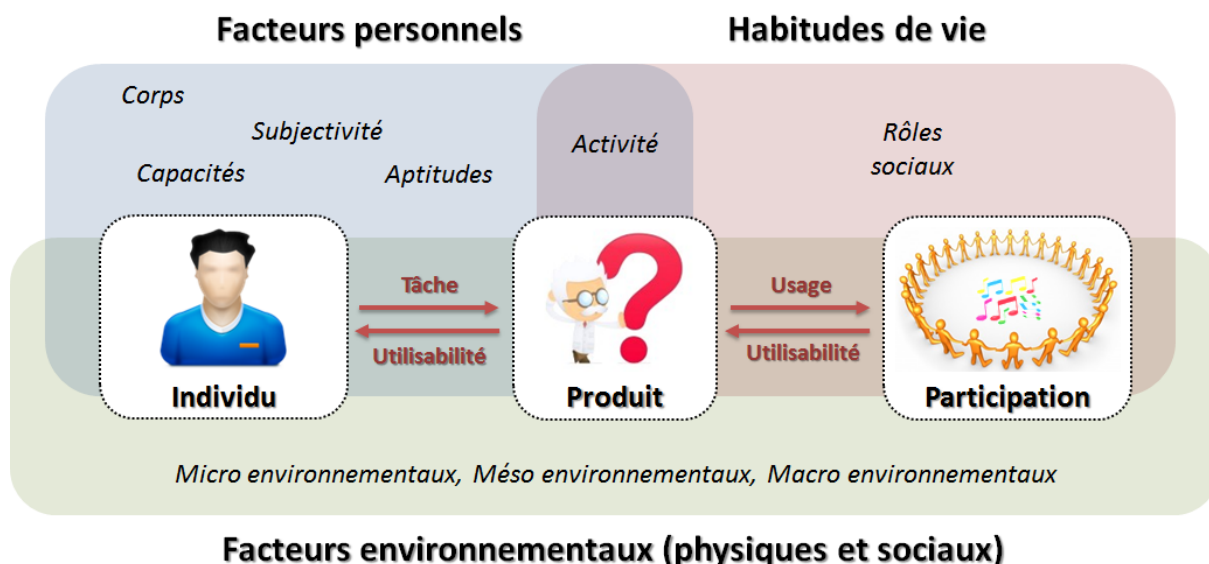 Facteurs personnels
Habitudes de vie
Corps
Subjectivité
Capacités
Aptitudes
Activité
Rôles
sociaux
Tâche
Utilisabilité
Usage
Utilisabilité
Individu
Produit
Participation
Micro environnementaux, Méso environnementaux, Macro environnementaux
Facteurs environnementaux (physiques et sociaux)